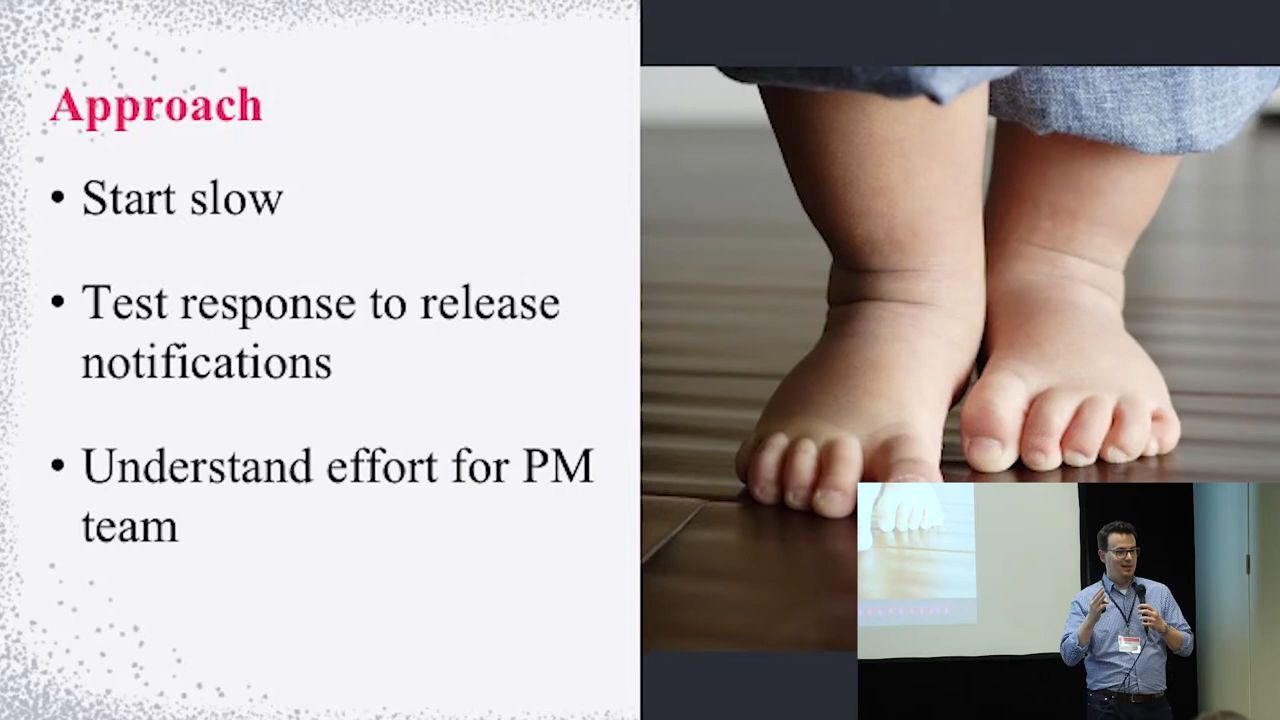 Approach
• Start slow
• Test response to release
notifications
• Understand effort for PM
team